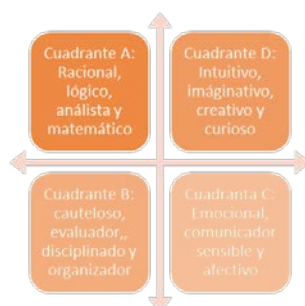 Cuadrante A:
Racional,
lógico,
análista y
matemático
Cuadrante D:
Intuitivo,
imáginativo,
creativo y
curioso
Cuadrante B:
cauteloso,
evaluador,,
disciplinado y
organizador
Cuadranta C:
Emocional,
comunicador
sensible y
afectivo